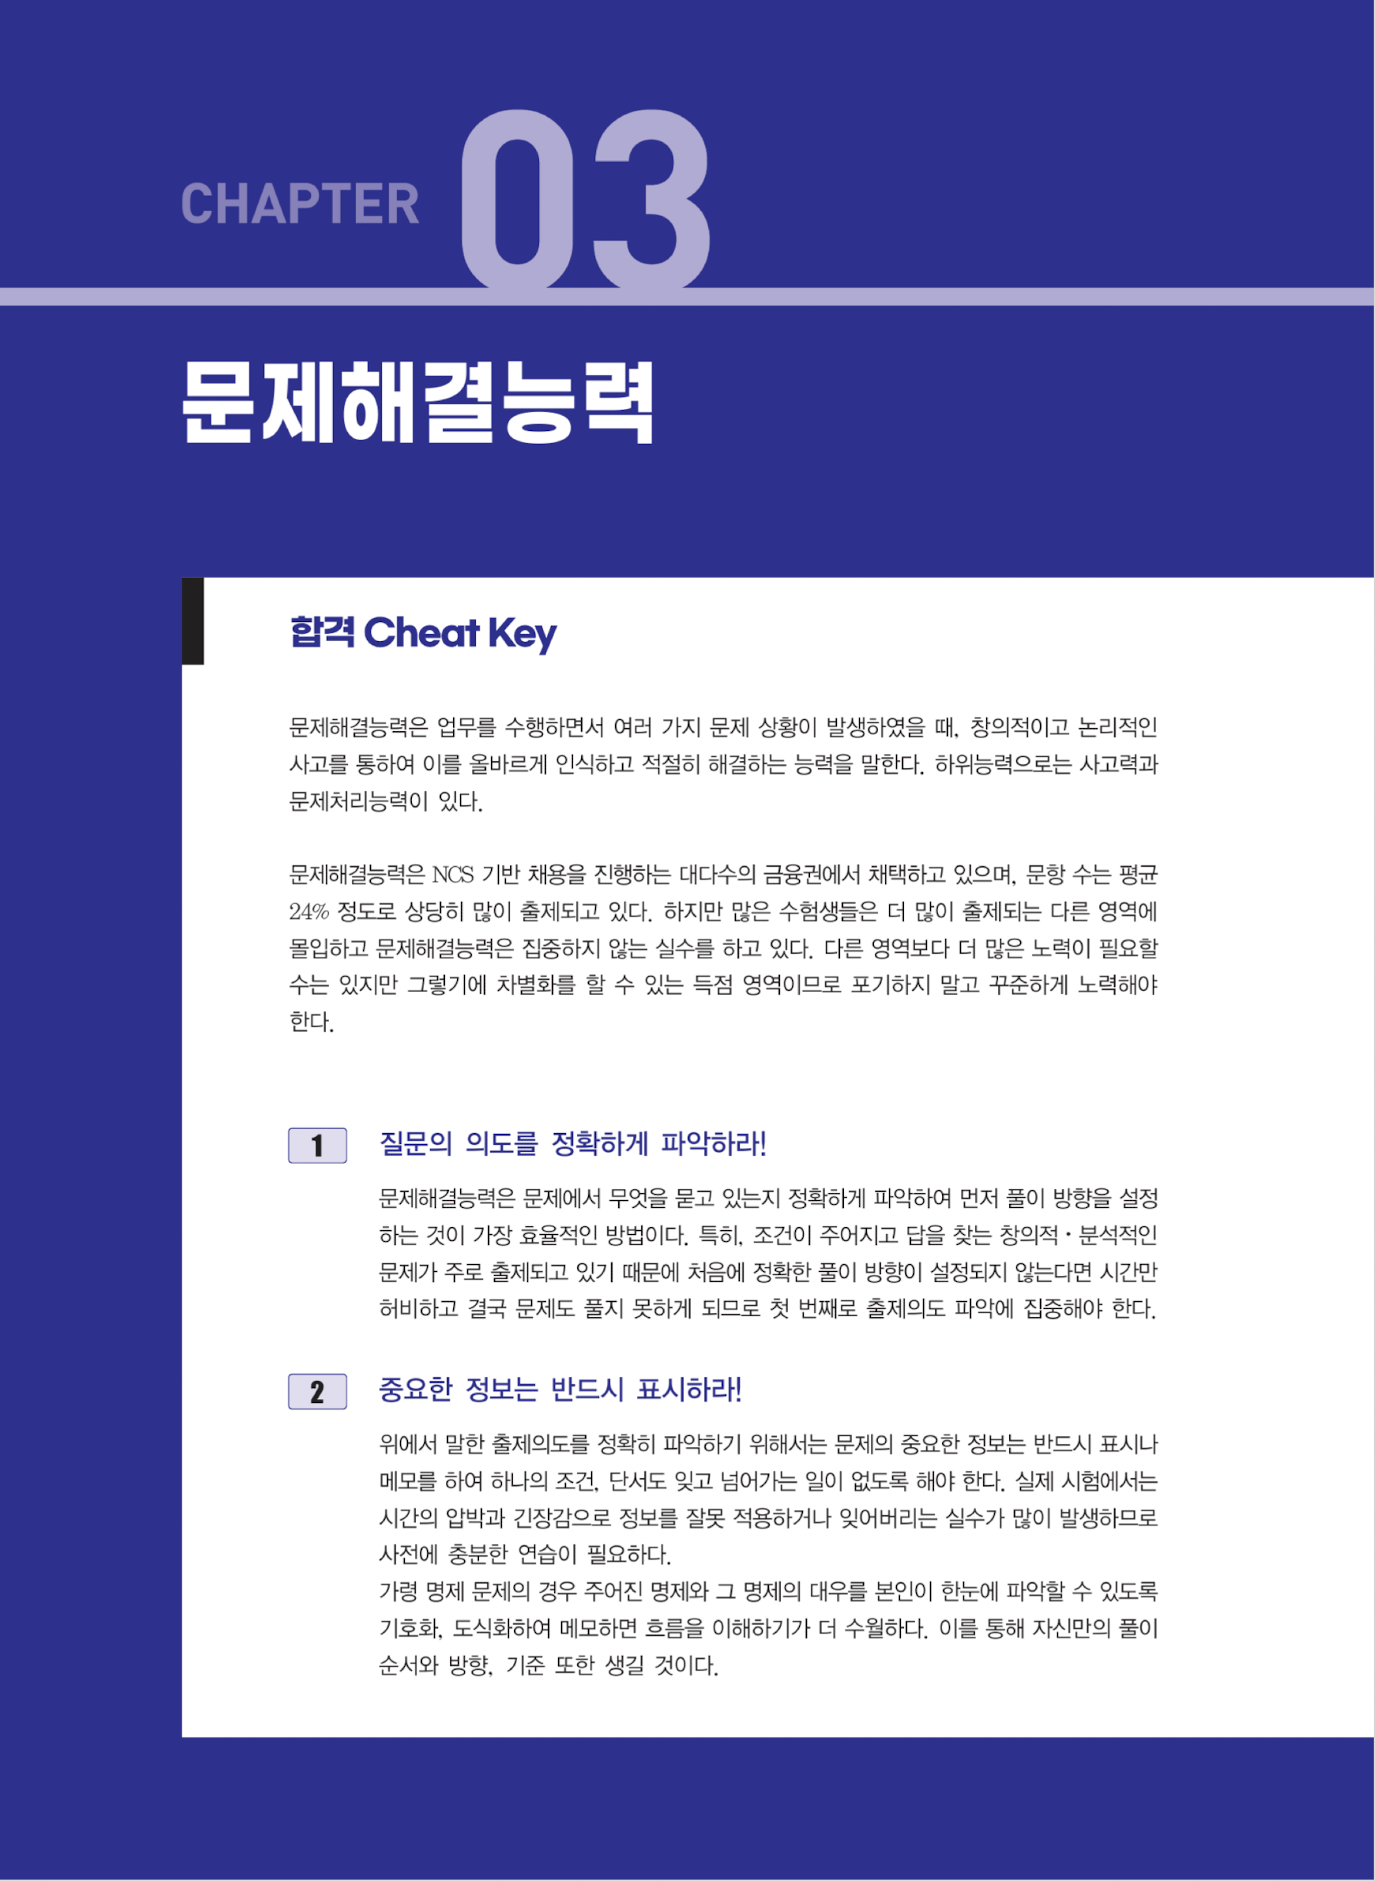 CHAPTER 03
문제해결능력
합격 Cheat Key
문제해결능력은 업무를 수행하면서 여러 가지 문제 상황이 발생하였을 때, 창의적이고 논리적인
사고를 통하여 이를 올바르게 인식하고 적절히 해결하는 능력을 말한다. 하위능력으로는 사고력과
문제처리능력이 있다.
문제해결능력은 NCS 기반 채용을 진행하는 대다수의 금융권에서 채택하고 있으며, 문항 수는 평균
24% 정도로 상당히 많이 출제되고 있다. 하지만 많은 수험생들은 더 많이 출제되는 다른 영역에
몰입하고 문제해결능력은 집중하지 않는 실수를 하고 있다. 다른 영역보다 더 많은 노력이 필요할
수는 있지만 그렇기에 차별화를 할 수 있는 득점 영역이므로 포기하지 말고 꾸준하게 노력해야
한다.
1 질문의 의도를 정확하게 파악하라!
문제해결능력은 문제에서 무엇을 묻고 있는지 정확하게 파악하여 먼저 풀이 방향을 설정
하는 것이 가장 효율적인 방법이다. 특히, 조건이 주어지고 답을 찾는 창의적·분석적인
문제가 주로 출제되고 있기 때문에 처음에 정확한 풀이 방향이 설정되지 않는다면 시간만
허비하고 결국 문제도 풀지 못하게 되므로 첫 번째로 출제의도 파악에 집중해야 한다.
2 중요한 정보는 반드시 표시하라!
위에서 말한 출제의도를 정확히 파악하기 위해서는 문제의 중요한 정보는 반드시 표시나
메모를 하여 하나의 조건, 단서도 잊고 넘어가는 일이 없도록 해야 한다. 실제 시험에서는
시간의 압박과 긴장감으로 정보를 잘못 적용하거나 잊어버리는 실수가 많이 발생하므로
사전에 충분한 연습이 필요하다.
가령 명제 문제의 경우 주어진 명제와 그 명제의 대우를 본인이 한눈에 파악할 수 있도록
기호화, 도식화하여 메모하면 흐름을 이해하기가 더 수월하다. 이를 통해 자신만의 풀이
순서와 방향, 기준 또한 생길 것이다.